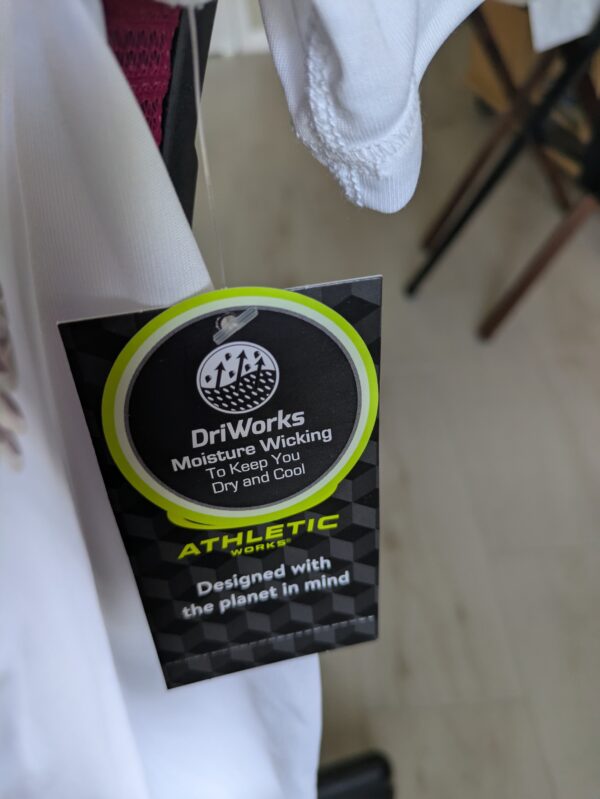 DriWorks
Moisture Wicking
To Keep You
Dry and Cool
ATHLETIC
WORKS®
Designed with
the planet in mind